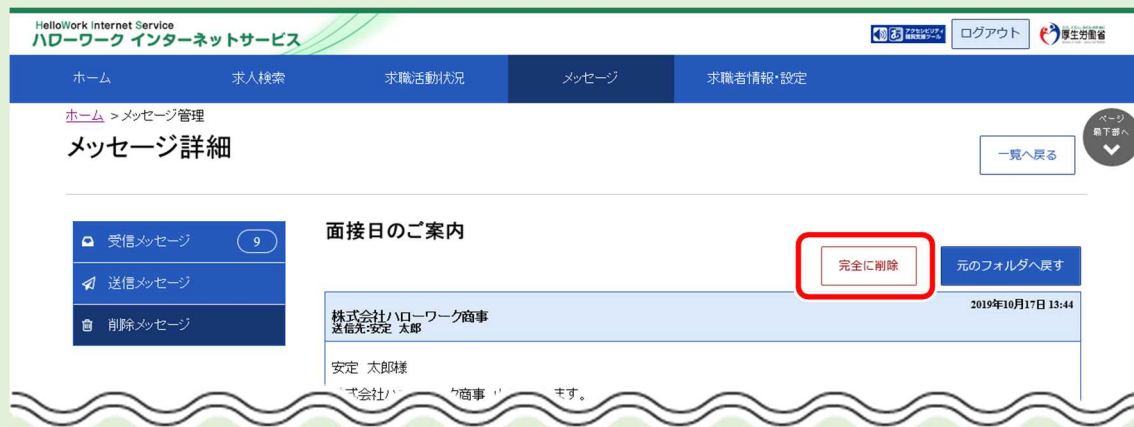 HelloWork Internet Service
ハローワーク インターネットサービス
ログアウト
厚生労働省
ホーム
求人検索
求職活動状況
メッセージ
求職者情報・設定
ホーム >メッセージ管理
ページ
最下部へ
メッセージ詳細
一覧へ戻る
受信メッセージ 9
送信メッセージ
削除メッセージ
面接日のご案内
完全に削除
元のフォルダへ戻す
株式会社ハローワーク商事
2019年10月17日 13:44
送信先:安定 太郎
安定 太郎様